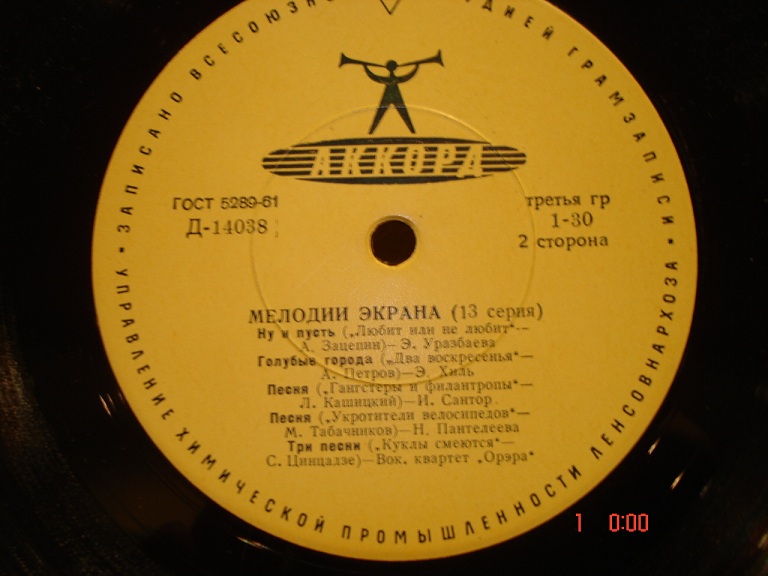 ЗАПИСАНО ВСЕСОЮЗНО ДИЕЙ ГРАМЗАПИСИ
АККОРД
ГОСТ 5289-61
третья гр
Д-14038
1-30
2 сторона
МЕЛОДИИ ЭКРАНА (13 серия)
Ну и пусть („Любит или не любит“—
А. Зацепин)—Э. Уразбаева
Голубые города („Два воскресенья“—
А. Петров)—Э. Хиль
Песня („Гангстеры и филантропы“—
Л. Кашицкий)—И. Сантор
Песня („Укротители велосипедов“—
М. Табачников)—Н. Пантелеева
Три песни („Куклы смеются“—
С. Цинцадзе)—Вок. квартет „Орэра“
УПРАВЛЕНИЕ ХИМИЧЕСКОЙ ПРОМЫШЛЕННОСТИ ЛЕНСОВНАРХОЗА
1 0:00